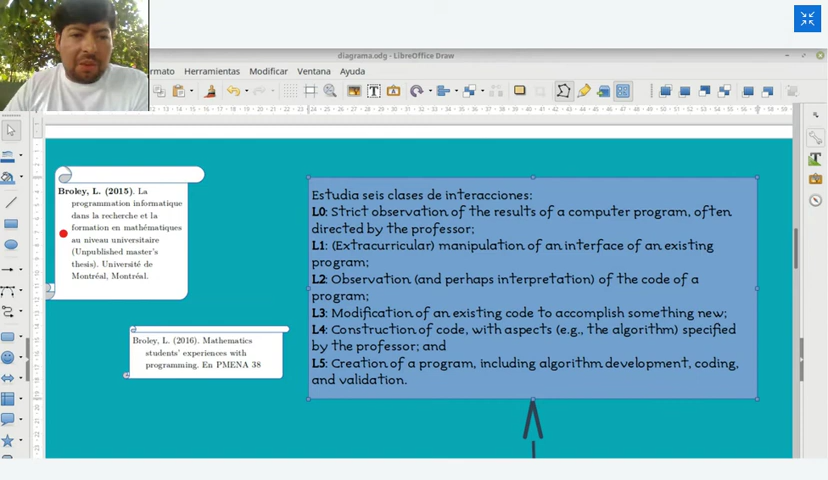 diagrama.odg - LibreOffice Draw
rmato Herramientas Modificar Ventana Ayuda
Broley, L. (2015). La
programmation informatique
dans la recherche et la
formation en mathématiques
au niveau universitaire
(Unpublished master's
thesis). Université de
Montréal, Montréal.
Broley, L. (2016). Mathematics
students' experiences with
programming. En PMENA 38
Estudia seis clases de interacciones:
L0: Strict observation of the results of a computer program, often
directed by the professor;
L1: (Extracurricular) manipulation of an interface of an existing
program;
L2: Observation (and perhaps interpretation) of the code of a
program;
L3: Modification of an existing code to accomplish something new;
L4: Construction of code, with aspects (e.g., the algorithm) specified
by the professor; and
L5: Creation of a program, including algorithm development, coding,
and validation.